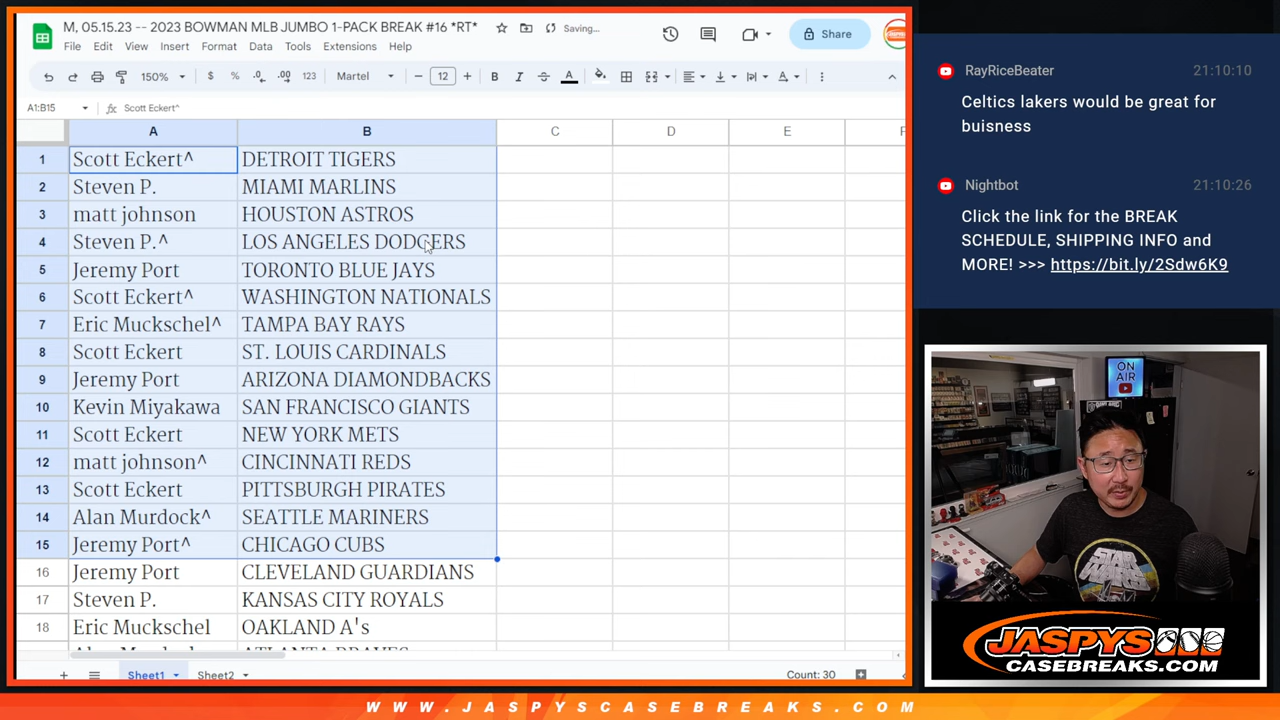 M, 05.15.23 -- 2023 BOWMAN MLB JUMBO 1-PACK BREAK #16 *RT*
Saving...
File Edit View Insert Format Data Tools Extensions Help
Share
150% $ % .0 .00 123 Martel 12 B I A
A1:B15 fx Scott Eckert^
A B C D E F
1 Scott Eckert^ DETROIT TIGERS
2 Steven P. MIAMI MARLINS
3 matt johnson HOUSTON ASTROS
4 Steven P.^ LOS ANGELES DODGERS
5 Jeremy Port TORONTO BLUE JAYS
6 Scott Eckert^ WASHINGTON NATIONALS
7 Eric Muckschel^ TAMPA BAY RAYS
8 Scott Eckert ST. LOUIS CARDINALS
9 Jeremy Port ARIZONA DIAMONDBACKS
10 Kevin Miyakawa SAN FRANCISCO GIANTS
11 Scott Eckert NEW YORK METS
12 matt johnson^ CINCINNATI REDS
13 Scott Eckert PITTSBURGH PIRATES
14 Alan Murdock^ SEATTLE MARINERS
15 Jeremy Port^ CHICAGO CUBS
16 Jeremy Port CLEVELAND GUARDIANS
17 Steven P. KANSAS CITY ROYALS
18 Eric Muckschel OAKLAND A's
Sheet1 Sheet2 Count: 30
RayRiceBeater 21:10:10
Celtics lakers would be great for
buisness
Nightbot 21:10:26
Click the link for the BREAK
SCHEDULE, SHIPPING INFO and
MORE! >>> https://bit.ly/2Sdw6K9
ON
AIR
STAR
WARS
JASPYS
CASEBREAKS.COM
WWW.JASPYSCASEBREAKS.COM